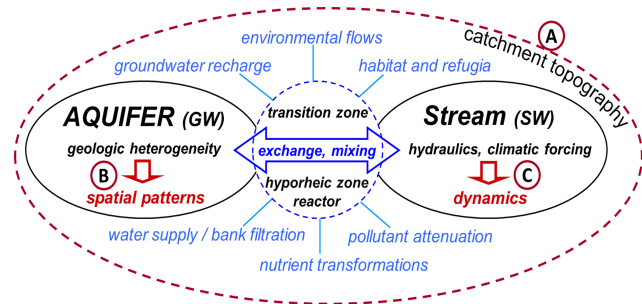 A
catchment topography
environmental flows
groundwater recharge
habitat and refugia
AQUIFER (GW)
geologic heterogeneity
B
spatial patterns
transition zone
exchange, mixing
hyporheic zone
reactor
Stream (SW)
hydraulics, climatic forcing
C
dynamics
water supply / bank filtration
pollutant attenuation
nutrient transformations